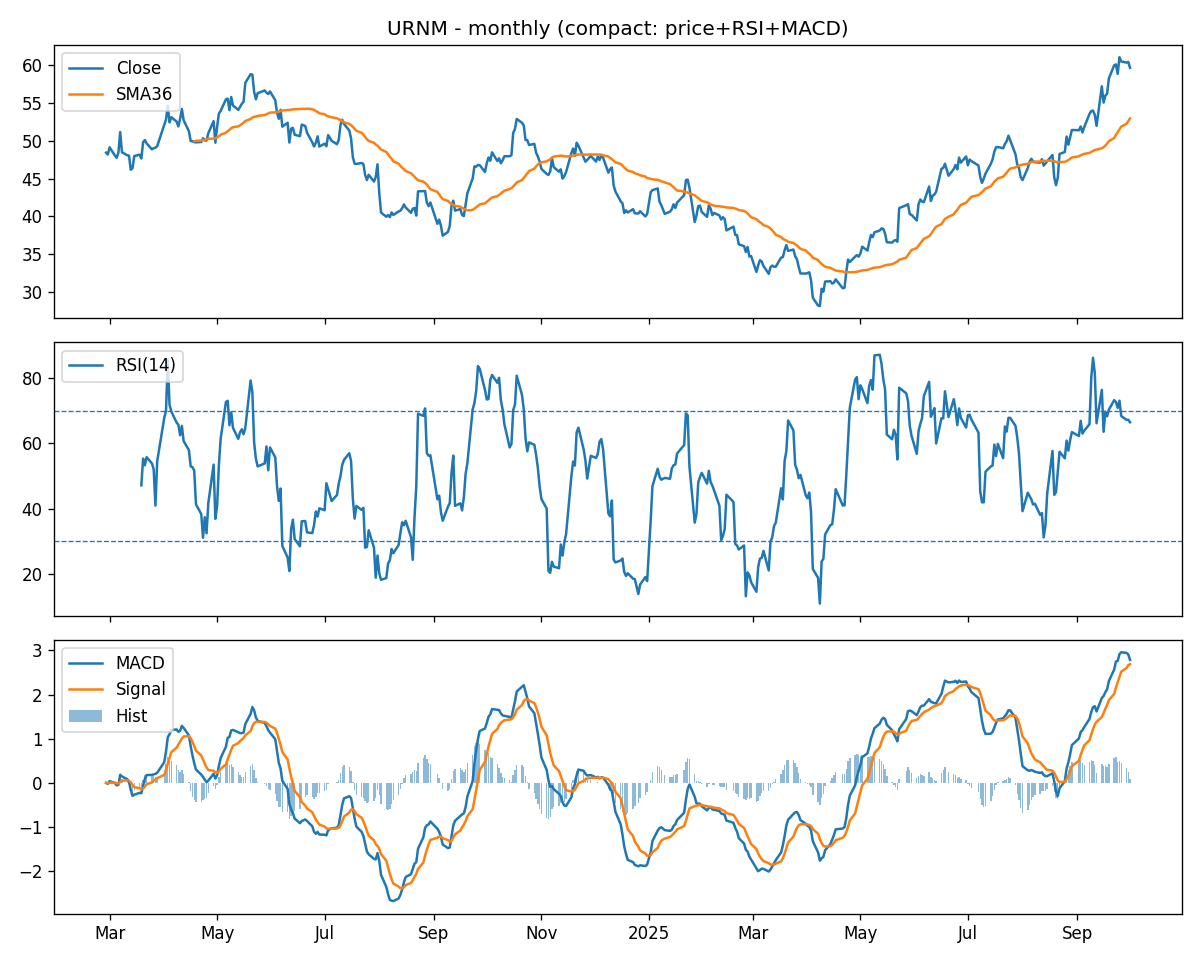 URNM - monthly (compact: price+RSI+MACD)
60
55
50
45
40
35
30
Close
SMA36
80
60
40
20
RSI(14)
3
2
1
0
−1
−2
MACD
Signal
Hist
Mar
May
Jul
Sep
Nov
2025
Mar
May
Jul
Sep